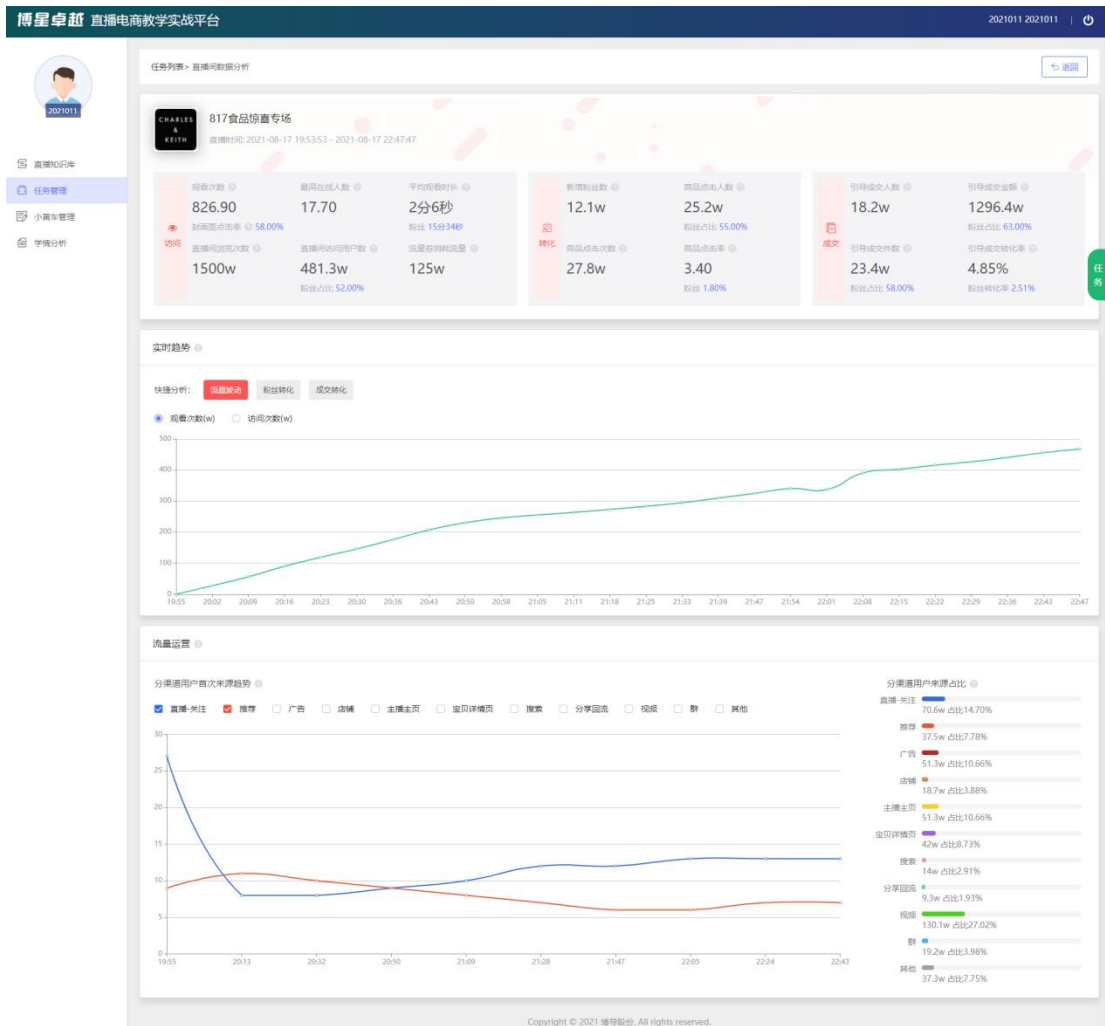 博星卓越 直播电商教学实战平台
2021011 2021011
2021011
直播知识库
任务管理
小黄车管理
学情分析
任务列表> 直播间数据分析
返回
CHARLES
&
KEITH
817食品惊喜专场
直播时间: 2021-08-17 19:53:53 - 2021-08-17 22:47:47
访问
观看次数 最高在线人数 平均观看时长
826.90 17.70 2分6秒
封面图点击率 58.00% 粉丝 15分34秒
直播间浏览次数 直播间访问用户数 流量券消耗流量
1500w 481.3w 125w
粉丝占比 52.00%
转化
新增粉丝数 商品点击人数
12.1w 25.2w
粉丝占比 55.00%
商品点击次数 商品点击率
27.8w 3.40
粉丝 1.80%
成交
引导成交人数 引导成交金额
18.2w 1296.4w
粉丝占比 63.00%
引导成交件数 引导成交转化率
23.4w 4.85%
粉丝占比 58.00% 粉丝转化率 2.51%
任务
实时趋势
快捷分析: 流量波动 粉丝转化 成交转化
观看次数(w) 访问次数(w)
500
400
300
200
100
0
19:55 20:02 20:09 20:16 20:23 20:30 20:36 20:43 20:50 20:58 21:05 21:11 21:18 21:25 21:33 21:39 21:47 21:54 22:01 22:08 22:15 22:22 22:29 22:36 22:43 22:47
流量运营
分渠道用户首次来源趋势
直播-关注 推荐 广告 店铺 主播主页 宝贝详情页 搜索 分享回流 视频 群 其他
30
25
20
15
10
5
0
19:55 20:13 20:32 20:50 21:09 21:28 21:47 22:05 22:24 22:43
分渠道用户来源占比
直播-关注
70.6w 占比14.70%
推荐
37.5w 占比7.78%
广告
51.3w 占比10.66%
店铺
18.7w 占比3.88%
主播主页
51.3w 占比10.66%
宝贝详情页
42w 占比8.73%
搜索
14w 占比2.91%
分享回流
9.3w 占比1.93%
视频
130.1w 占比27.02%
群
19.2w 占比3.98%
其他
37.3w 占比7.75%
Copyright © 2021 博导股份. All rights reserved.